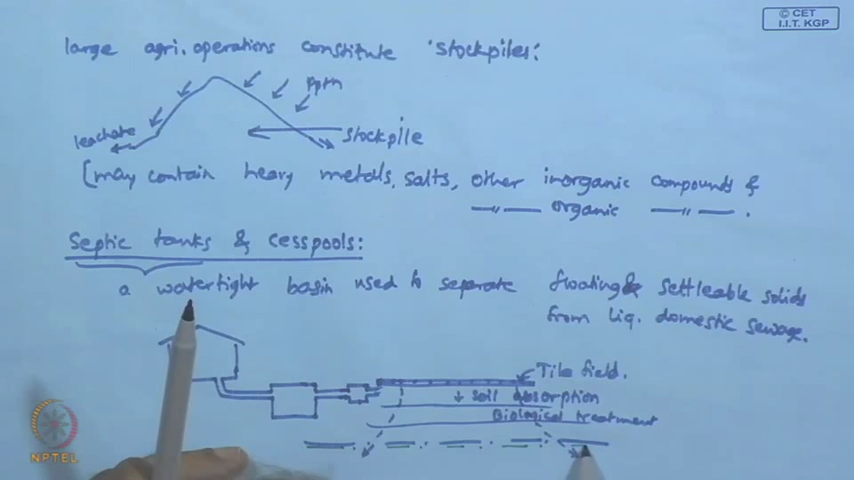 © CET
I.I.T. KGP
large agri. operations constitute 'stockpiles':
PPtn
leachate
stockpile
[may contain heavy metals, salts, other inorganic compounds &
—"— organic —"— .
Septic tanks & cesspools:
a watertight basin used to separate floating & settleable solids
from liq. domestic sewage.
Tile field.
↓ soil absorption
Biological treatment
NPTEL